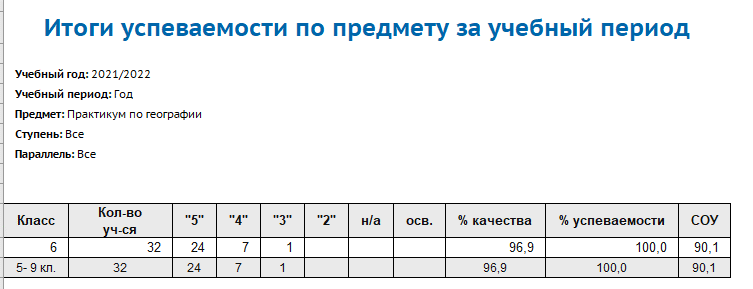 Итоги успеваемости по предмету за учебный период
Учебный год: 2021/2022
Учебный период: Год
Предмет: Практикум по географии
Ступень: Все
Параллель: Все
Класс Кол-во уч-ся "5" "4" "3" "2" н/а осв. % качества % успеваемости СОУ
6 32 24 7 1 96,9 100,0 90,1
5- 9 кл. 32 24 7 1 96,9 100,0 90,1